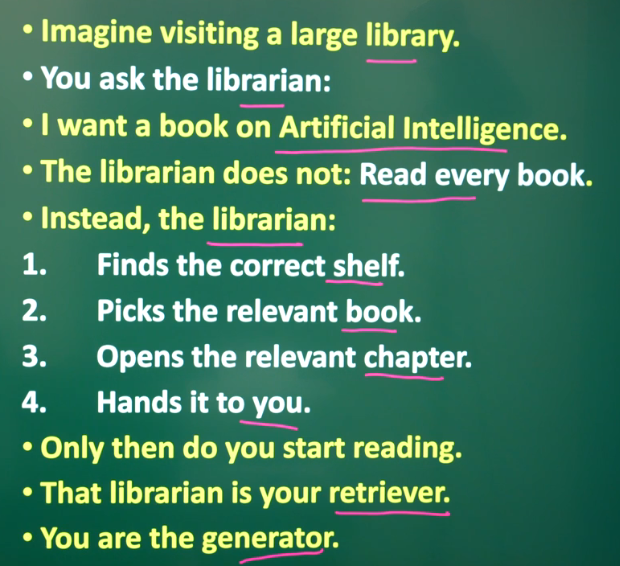 • Imagine visiting a large library.
• You ask the librarian:
• I want a book on Artificial Intelligence.
• The librarian does not: Read every book.
• Instead, the librarian:
1. Finds the correct shelf.
2. Picks the relevant book.
3. Opens the relevant chapter.
4. Hands it to you.
• Only then do you start reading.
• That librarian is your retriever.
• You are the generator.